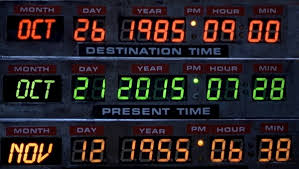 MONTH DAY YEAR PM HOUR MIN
OCT 26 1985 09 00
DESTINATION TIME
MONTH DAY YEAR PM HOUR MIN
OCT 21 2015 07 28
PRESENT TIME
MONTH DAY YEAR PM HOUR MIN
NOV 12 1955 06 38